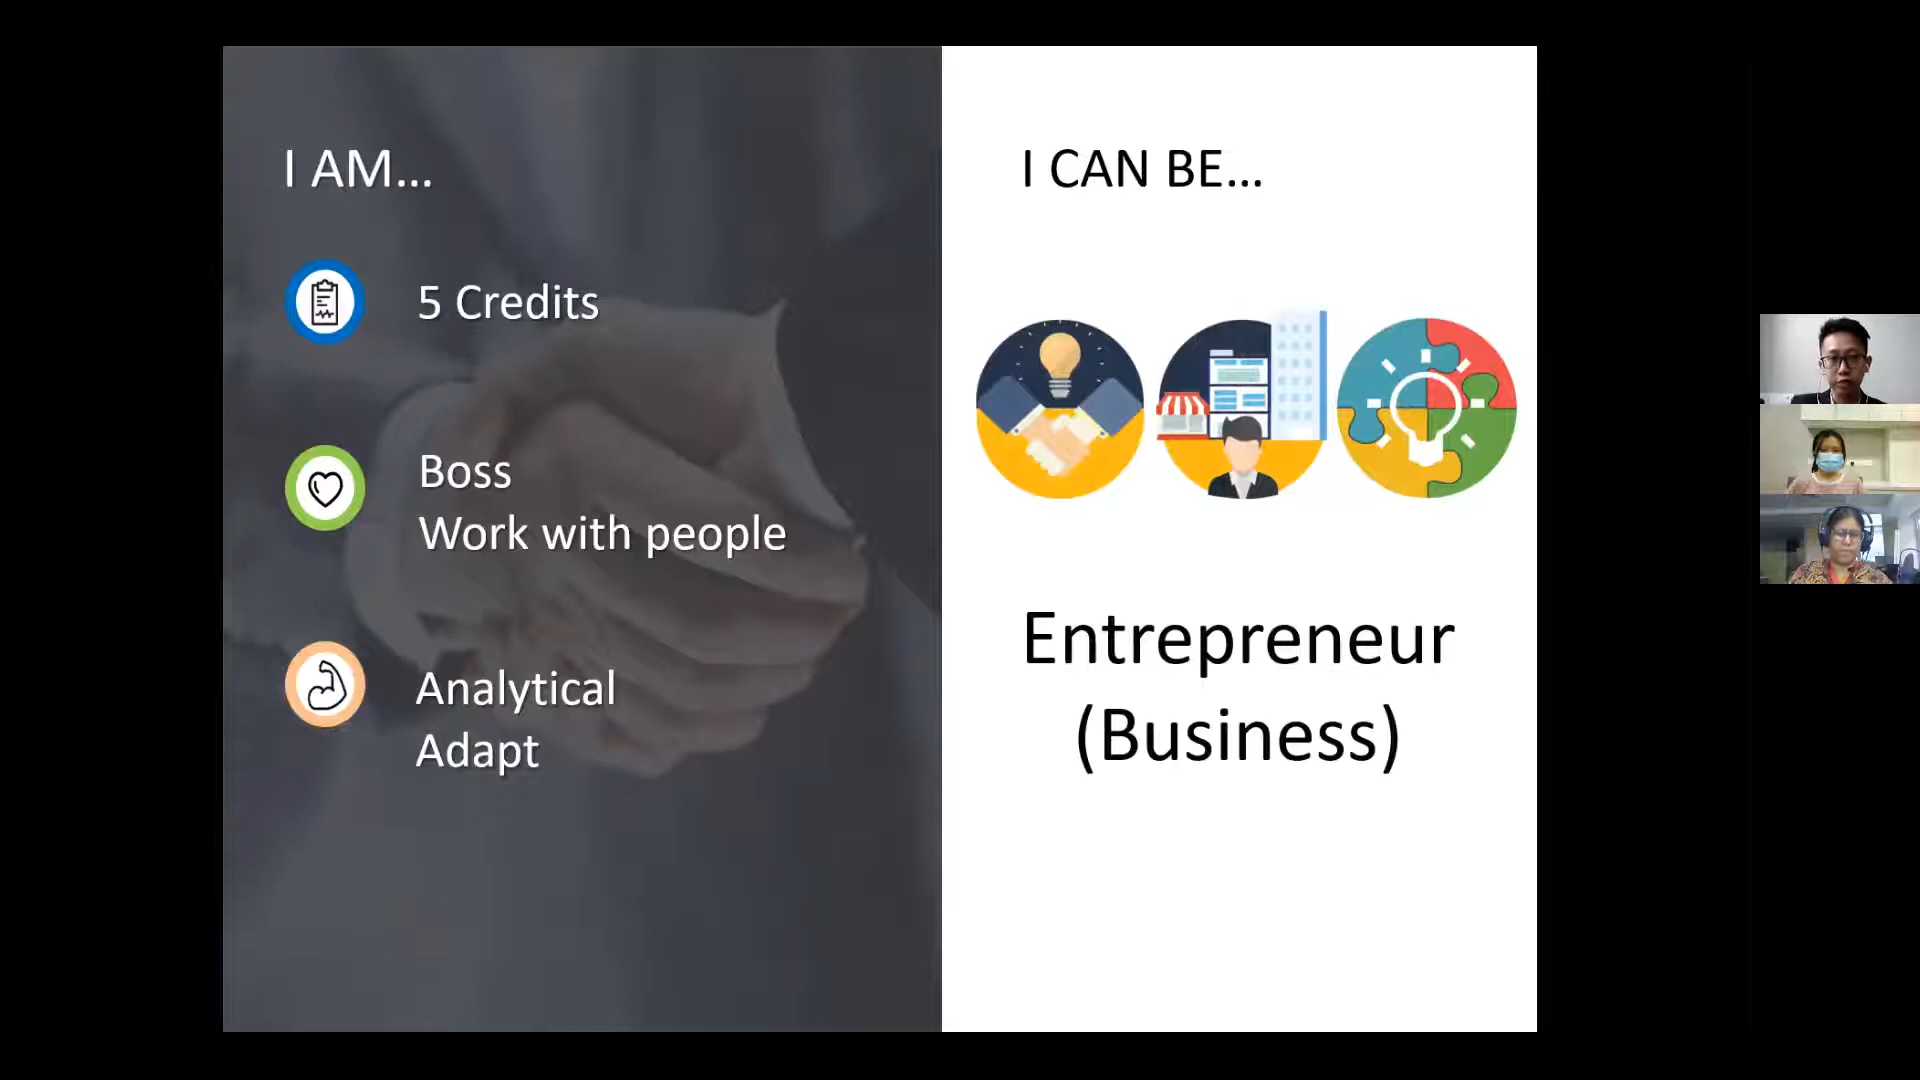 I AM...
5 Credits
Boss
Work with people
Analytical
Adapt
I CAN BE...
Entrepreneur
(Business)